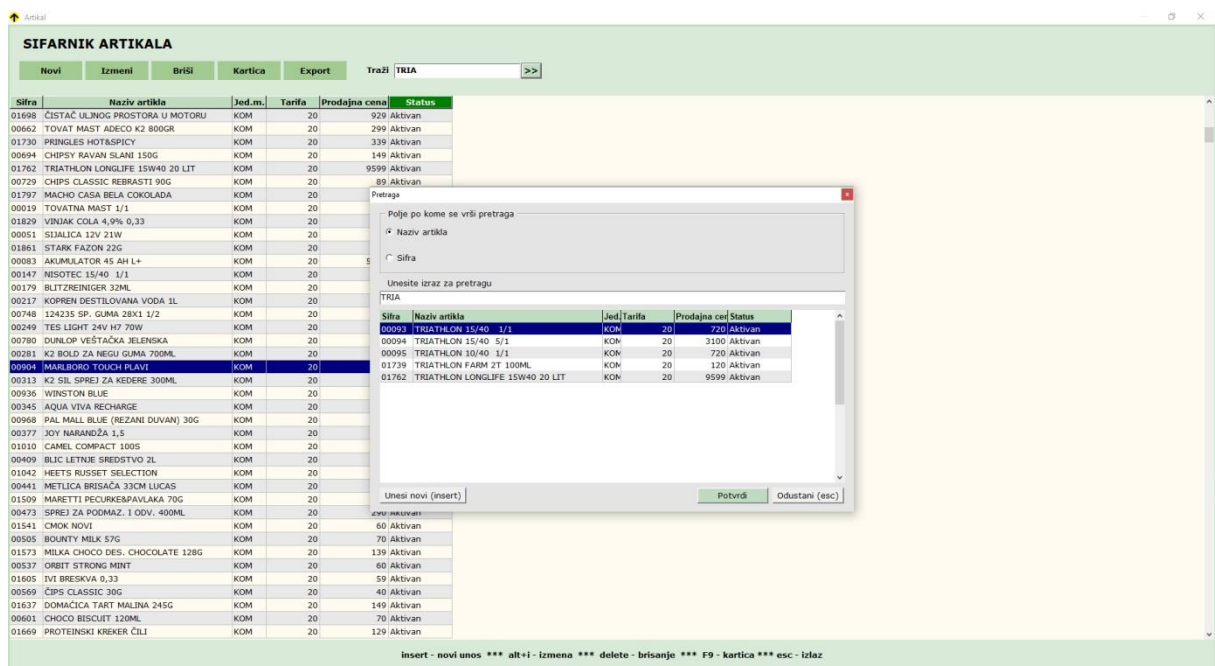 Artikal
SIFARNIK ARTIKALA
Novi Izmeni Briši Kartica Export Traži TRIA >>
Sifra Naziv artikla Jed.m. Tarifa Prodajna cena Status
01698 ČISTAČ ULJNOG PROSTORA U MOTORU KOM 20 929 Aktivan
00662 TOVAT MAST ADECO K2 800GR KOM 20 299 Aktivan
01730 PRINGLES HOT&SPICY KOM 20 339 Aktivan
00694 CHIPSY RAVAN SLANI 150G KOM 20 149 Aktivan
01762 TRIATHLON LONGLIFE 15W40 20 LIT KOM 20 9599 Aktivan
00729 CHIPS CLASSIC REBRASTI 90G KOM 20 89 Aktivan
01797 MACHO CASA BELA COKOLADA KOM 20
00019 TOVATNA MAST 1/1 KOM 20
01829 VINJAK COLA 4,9% 0,33 KOM 20
00051 SIJALICA 12V 21W KOM 20
01861 STARK FAZON 22G KOM 20
00083 AKUMULATOR 45 AH L+ KOM 20
00147 NISOTEC 15/40 1/1 KOM 20
00179 BLITZREINIGER 32ML KOM 20
00217 KOPREN DESTILOVANA VODA 1L KOM 20
00748 124235 SP. GUMA 28X1 1/2 KOM 20
00249 TES LIGHT 24V H7 70W KOM 20
00780 DUNLOP VEŠTAČKA JELENSKA KOM 20
00281 K2 BOLD ZA NEGU GUMA 700ML KOM 20
00904 MARLBORO TOUCH PLAVI KOM 20
00313 K2 SIL SPREJ ZA KEDERE 300ML KOM 20
00936 WINSTON BLUE KOM 20
00345 AQUA VIVA RECHARGE KOM 20
00968 PAL MALL BLUE (REZANI DUVAN) 30G KOM 20
00377 JOY NARANDŽA 1,5 KOM 20
01010 CAMEL COMPACT 100S KOM 20
00409 BLIC LETNJE SREDSTVO 2L KOM 20
01042 HEETS RUSSET SELECTION KOM 20
00441 METLICA BRISAČA 33CM LUCAS KOM 20
01509 MARETTI PECURKE&PAVLAKA 70G KOM 20
00473 SPREJ ZA PODMAZ. I ODV. 400ML KOM 20 290 Aktivan
01541 CMOK NOVI KOM 20 60 Aktivan
00505 BOUNTY MILK 57G KOM 20 70 Aktivan
01573 MILKA CHOCO DES. CHOCOLATE 128G KOM 20 139 Aktivan
00537 ORBIT STRONG MINT KOM 20 60 Aktivan
01605 IVI BRESKVA 0,33 KOM 20 59 Aktivan
00569 ČIPS CLASSIC 30G KOM 20 40 Aktivan
01637 DOMAĆICA TART MALINA 245G KOM 20 149 Aktivan
00601 CHOCO BISCUIT 120ML KOM 20 70 Aktivan
01669 PROTEINSKI KREKER ČILI KOM 20 129 Aktivan
Pretraga
Polje po kome se vrši pretraga
Naziv artikla
Sifra
Unesite izraz za pretragu
TRIA
Sifra Naziv artikla Jed. Tarifa Prodajna cer Status
00093 TRIATHLON 15/40 1/1 KOM 20 720 Aktivan
00094 TRIATHLON 15/40 5/1 KOM 20 3100 Aktivan
00095 TRIATHLON 10/40 1/1 KOM 20 720 Aktivan
01739 TRIATHLON FARM 2T 100ML KOM 20 120 Aktivan
01762 TRIATHLON LONGLIFE 15W40 20 LIT KOM 20 9599 Aktivan
Unesi novi (insert) Potvrdi Odustani (esc)
insert - novi unos *** alt+i - izmena *** delete - brisanje *** F9 - kartica *** esc - izlaz